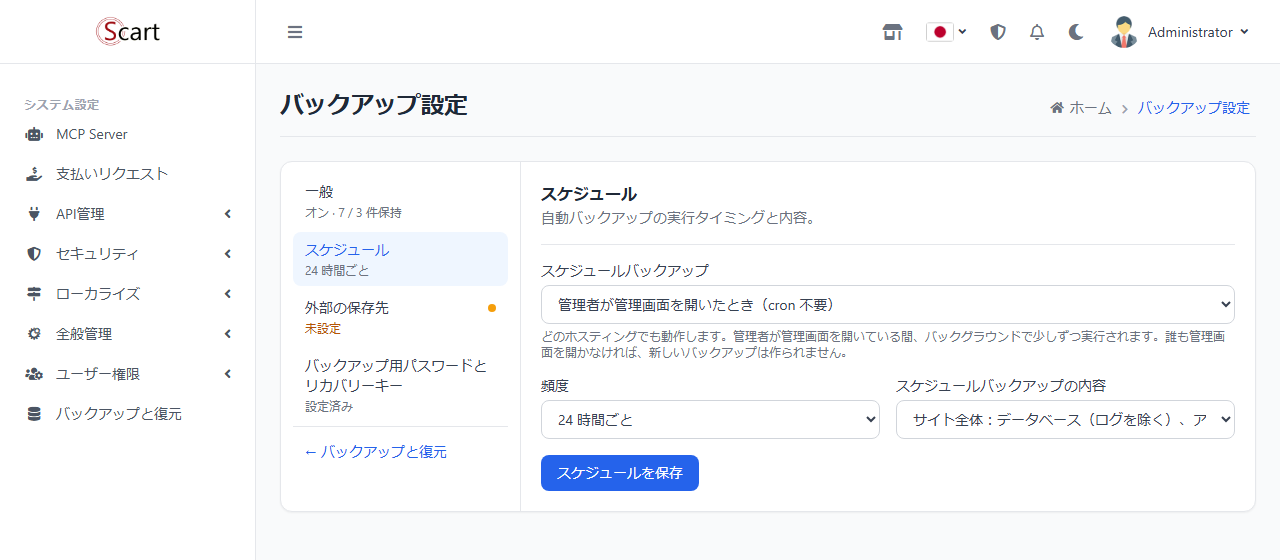 Scart
Administrator
システム設定
MCP Server
支払いリクエスト
API管理
セキュリティ
ローカライズ
全般管理
ユーザー権限
バックアップと復元
バックアップ設定
ホーム
バックアップ設定
一般
オン · 7 / 3 件保持
スケジュール
24 時間ごと
外部の保存先
未設定
バックアップ用パスワードと
リカバリーキー
設定済み
← バックアップと復元
スケジュール
自動バックアップの実行タイミングと内容。
スケジュールバックアップ
管理者が管理画面を開いたとき（cron 不要）
どのホスティングでも動作します。管理者が管理画面を開いている間、バックグラウンドで少しずつ実行されます。誰も管理画
面を開かなければ、新しいバックアップは作られません。
頻度
24 時間ごと
スケジュールバックアップの内容
サイト全体：データベース（ログを除く）、ア
スケジュールを保存